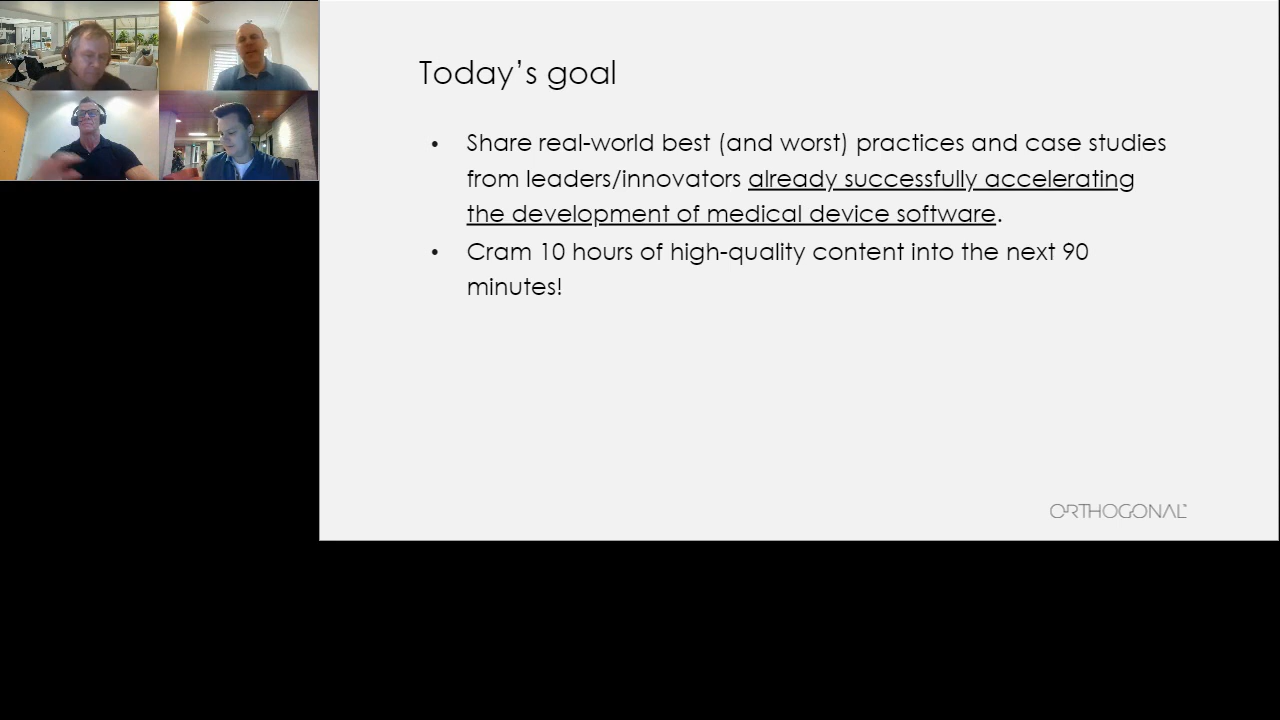 Today's goal
• Share real-world best (and worst) practices and case studies
from leaders/innovators already successfully accelerating
the development of medical device software.
• Cram 10 hours of high-quality content into the next 90
minutes!
ORTHOGONAL